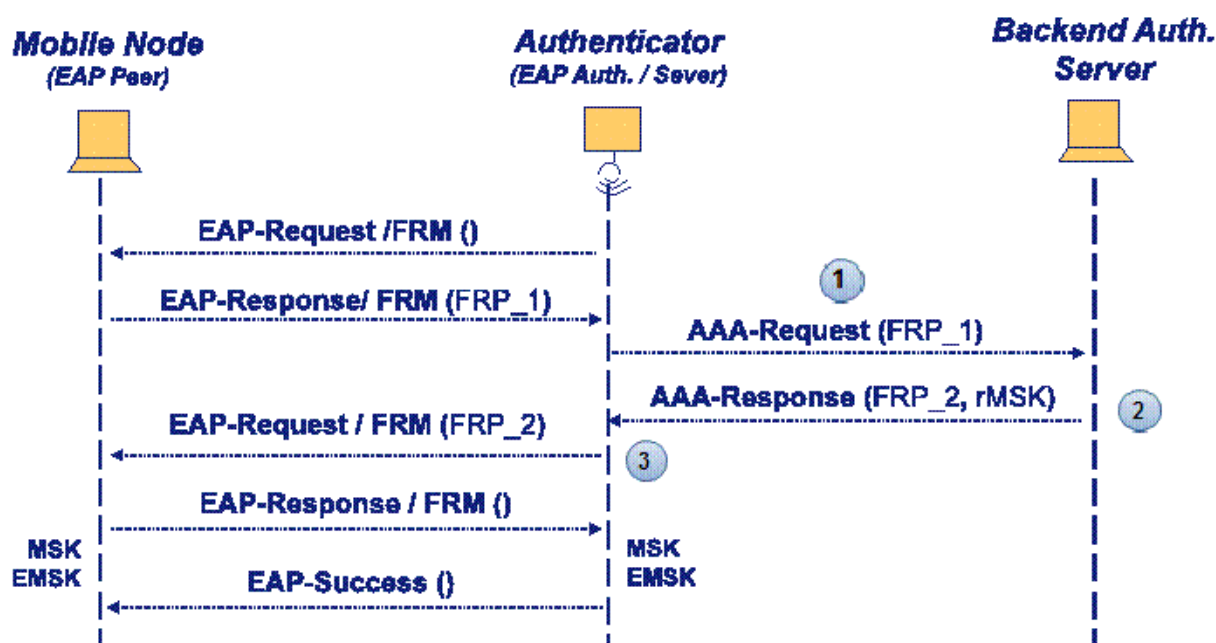 Mobile Node
(EAP Peer)
Authenticator
(EAP Auth. / Sever)
Backend Auth.
Server
EAP-Request /FRM ()
1
EAP-Response/ FRM (FRP_1)
AAA-Request (FRP_1)
AAA-Response (FRP_2, rMSK)
2
EAP-Request / FRM (FRP_2)
3
EAP-Response / FRM ()
MSK
EMSK
MSK
EMSK
EAP-Success ()